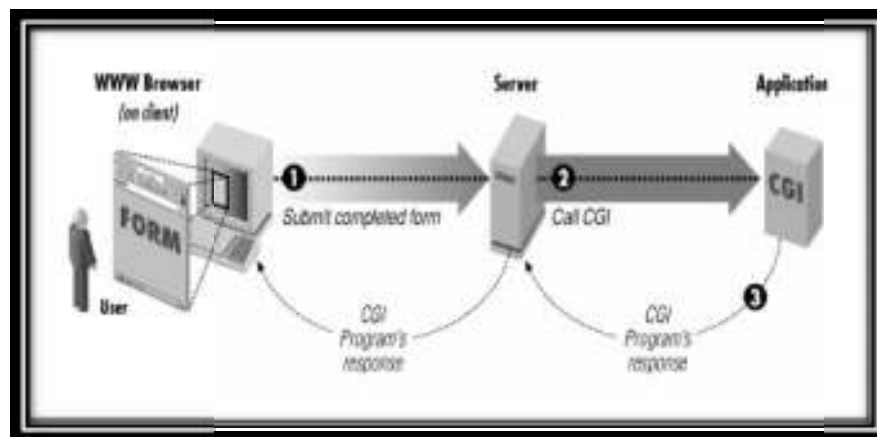 WWW Browser
(on client)
Server
Application
1
2
CGI
FORM
Submit completed form
Call CGI
User
3
CGI
Program's
response
CGI
Program's
response